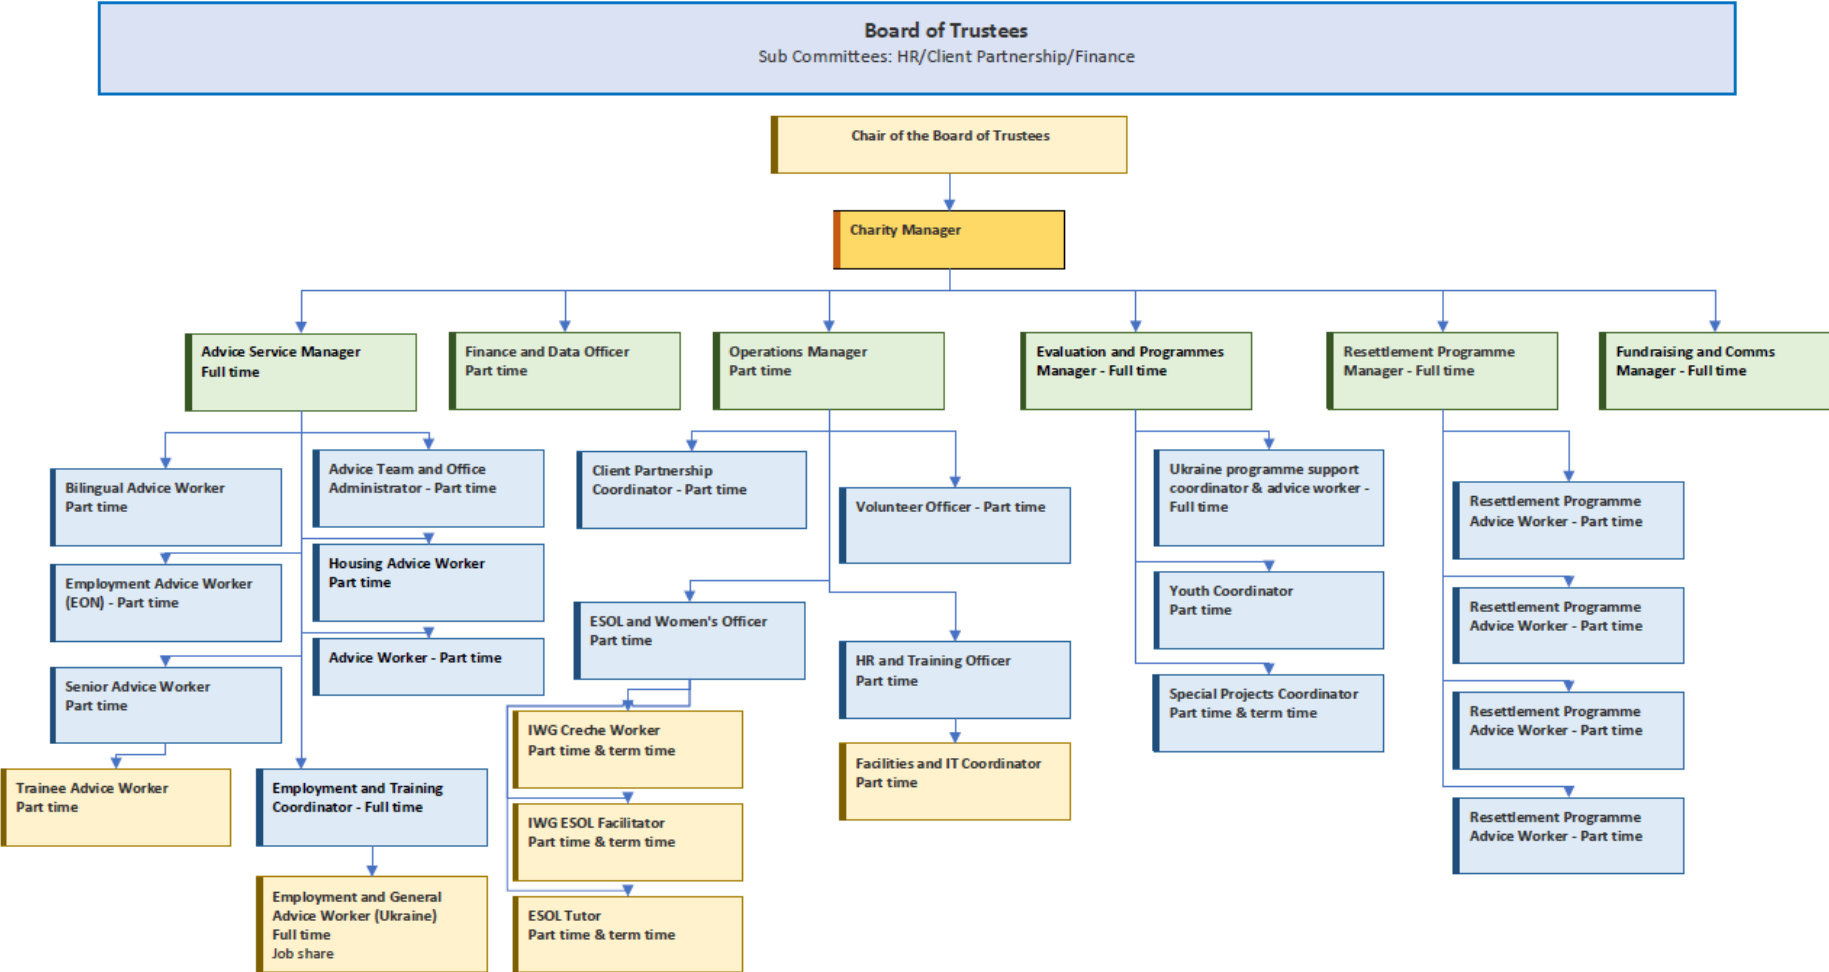 Board of Trustees
Sub Committees: HR/Client Partnership/Finance
Chair of the Board of Trustees
Charity Manager
Advice Service Manager
Full time
Finance and Data Officer
Part time
Operations Manager
Part time
Evaluation and Programmes
Manager - Full time
Resettlement Programme
Manager - Full time
Fundraising and Comms
Manager - Full time
Bilingual Advice Worker
Part time
Advice Team and Office
Administrator - Part time
Employment Advice Worker
(EON) - Part time
Housing Advice Worker
Part time
Senior Advice Worker
Part time
Advice Worker - Part time
Trainee Advice Worker
Part time
Employment and Training
Coordinator - Full time
Employment and General
Advice Worker (Ukraine)
Full time
Job share
Client Partnership
Coordinator - Part time
Volunteer Officer - Part time
ESOL and Women's Officer
Part time
HR and Training Officer
Part time
IWG Creche Worker
Part time & term time
IWG ESOL Facilitator
Part time & term time
ESOL Tutor
Part time & term time
Facilities and IT Coordinator
Part time
Ukraine programme support
coordinator & advice worker -
Full time
Youth Coordinator
Part time
Special Projects Coordinator
Part time & term time
Resettlement Programme
Advice Worker - Part time
Resettlement Programme
Advice Worker - Part time
Resettlement Programme
Advice Worker - Part time
Resettlement Programme
Advice Worker - Part time